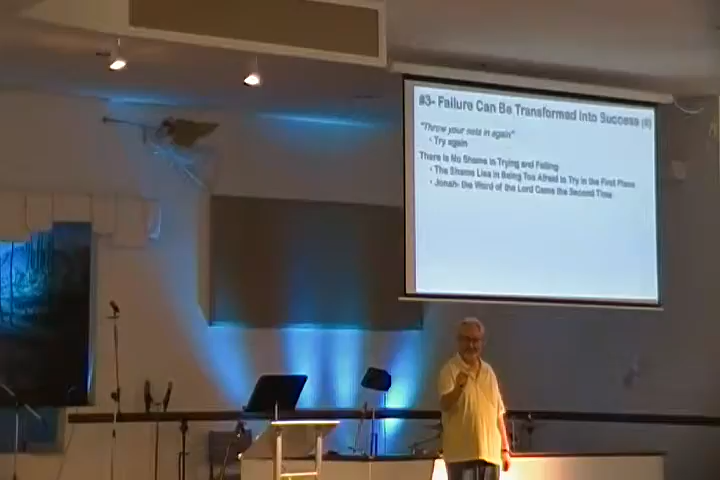 #3- Failure Can Be Transformed Into Success (6)
"Throw your nets in again"
· Try again
There is No Shame in Trying and Failing
· The Shame Lies in Being Too Afraid to Try in the First Place
· Jonah- the Word of the Lord Came the Second Time